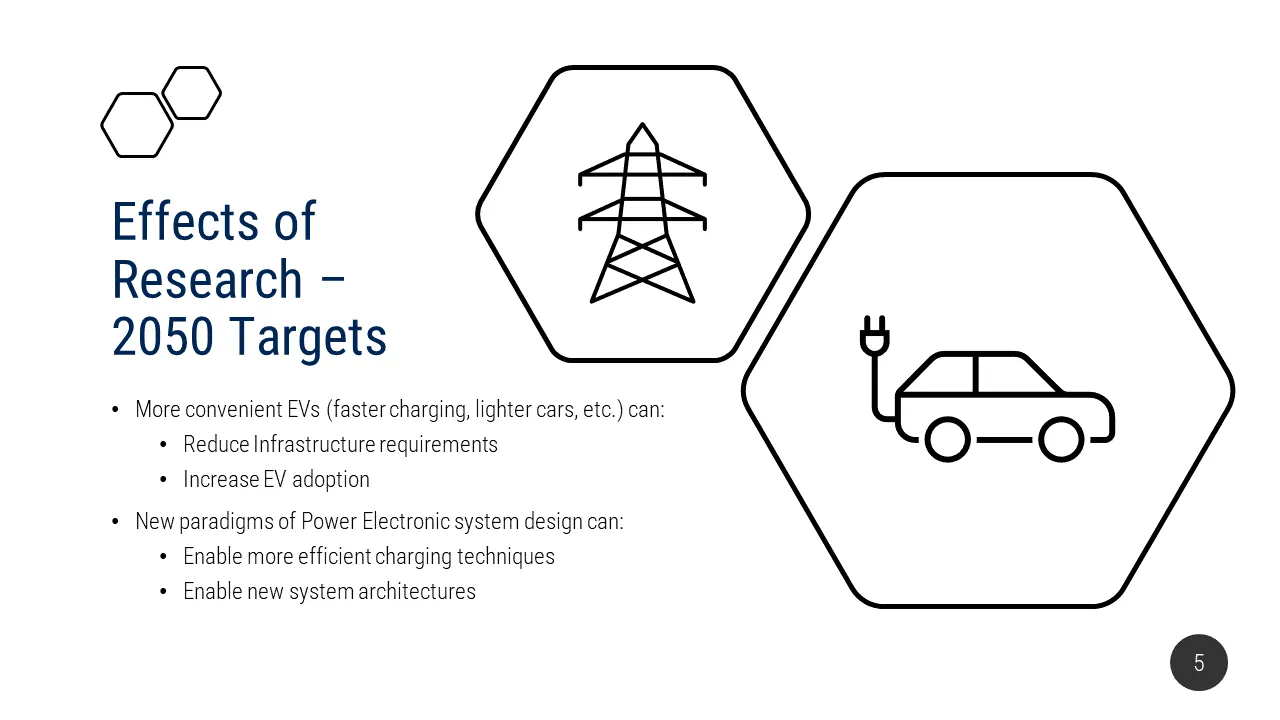 Effects of
Research –
2050 Targets
• More convenient EVs (faster charging, lighter cars, etc.) can:
• Reduce Infrastructure requirements
• Increase EV adoption
• New paradigms of Power Electronic system design can:
• Enable more efficient charging techniques
• Enable new system architectures
5